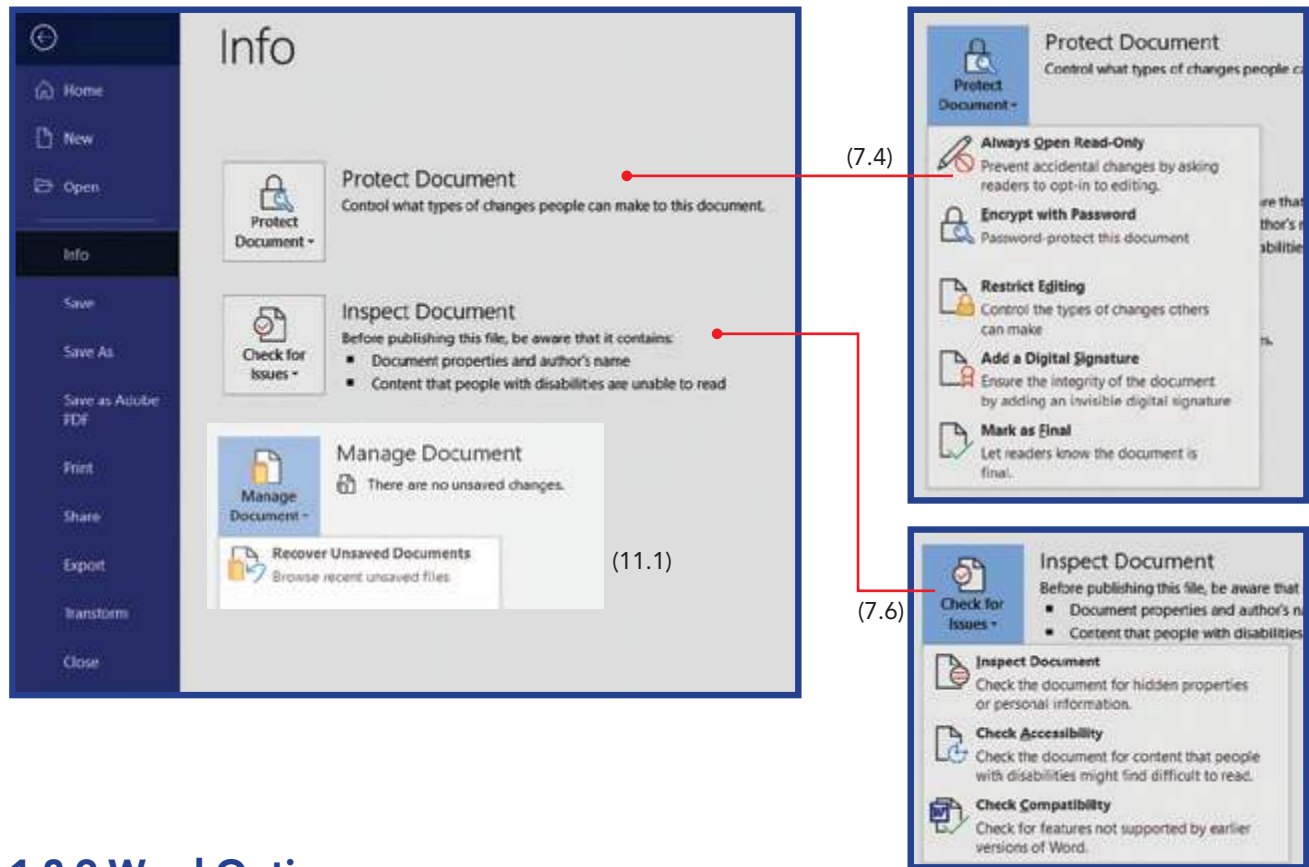 Info
Home
New
Open
Info
Save
Save As
Save as Adobe
PDF
Print
Share
Export
Transform
Close
Protect
Document
Protect Document
Control what types of changes people can make to this document.
Check for
Issues
Inspect Document
Before publishing this file, be aware that it contains:
■ Document properties and author's name
■ Content that people with disabilities are unable to read
Manage
Document
Manage Document
There are no unsaved changes.
Recover Unsaved Documents
Browse recent unsaved files
(11.1)
(7.4)
Protect
Document
Protect Document
Control what types of changes people
Always Open Read-Only
Prevent accidental changes by asking
readers to opt-in to editing.
Encrypt with Password
Password-protect this document
Restrict Editing
Control the types of changes others
can make
Add a Digital Signature
Ensure the integrity of the document
by adding an invisible digital signature
Mark as Final
Let readers know the document is
final.
(7.6)
Check for
Issues
Inspect Document
Before publishing this file, be aware that
■ Document properties and author's
■ Content that people with disabilities
Inspect Document
Check the document for hidden properties
or personal information.
Check Accessibility
Check the document for content that people
with disabilities might find difficult to read.
Check Compatibility
Check for features not supported by earlier
versions of Word.